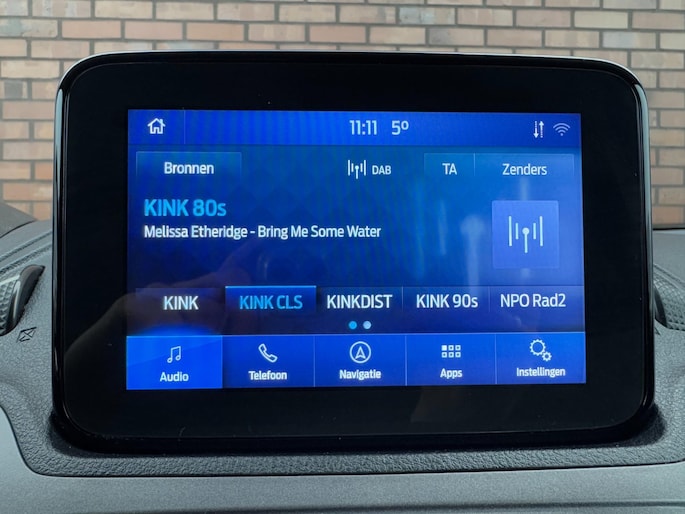 11:11 5°
Bronnen DAB TA Zenders
KINK 80s
Melissa Etheridge - Bring Me Some Water
KINK KINK CLS KINKDIST KINK 90s NPO Rad2
Audio Telefoon Navigatie Apps Instellingen